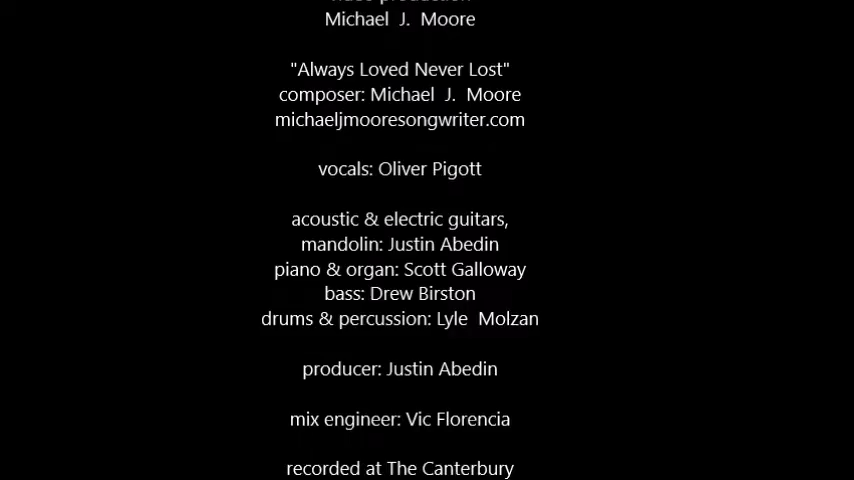 video production
Michael J. Moore
"Always Loved Never Lost"
composer: Michael J. Moore
michaeljmooresongwriter.com
vocals: Oliver Pigott
acoustic & electric guitars,
mandolin: Justin Abedin
piano & organ: Scott Galloway
bass: Drew Birston
drums & percussion: Lyle Molzan
producer: Justin Abedin
mix engineer: Vic Florencia
recorded at The Canterbury